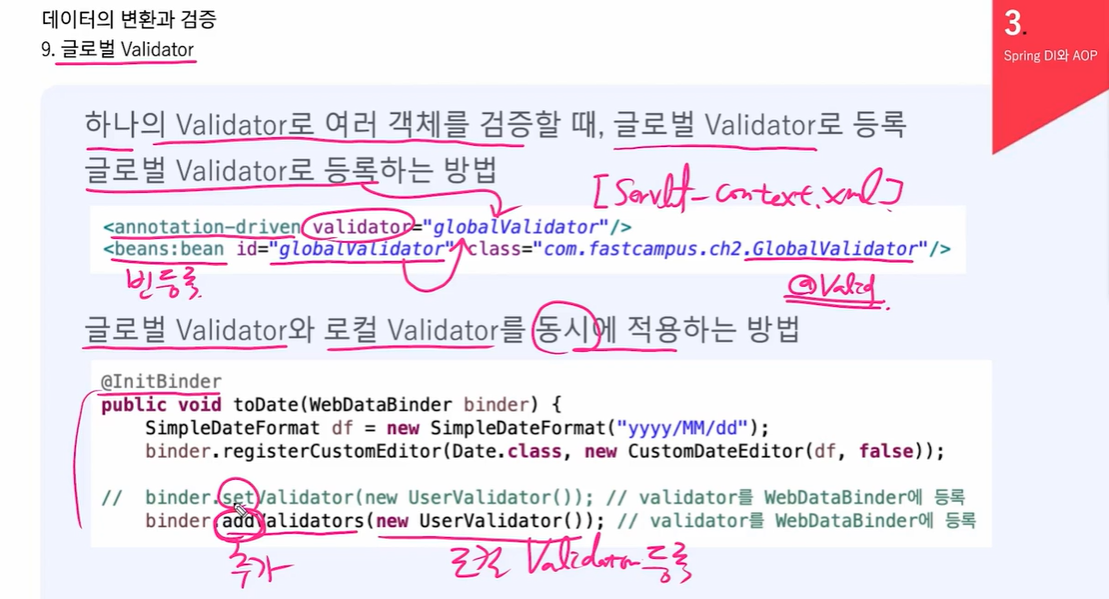 데이터의 변환과 검증
9. 글로벌 Validator
3.
Spring DI와 AOP
하나의 Validator로 여러 객체를 검증할 때, 글로벌 Validator로 등록
글로벌 Validator로 등록하는 방법
[Servlet-context.xml]
<annotation-driven validator="globalValidator"/>
<beans:bean id="globalValidator" class="com.fastcampus.ch2.GlobalValidator"/>
빈등록
@Valid
글로벌 Validator와 로컬 Validator를 동시에 적용하는 방법
@InitBinder
public void toDate(WebDataBinder binder) {
SimpleDateFormat df = new SimpleDateFormat("yyyy/MM/dd");
binder.registerCustomEditor(Date.class, new CustomDateEditor(df, false));
// binder.setValidator(new UserValidator()); // validator를 WebDataBinder에 등록
binder.addValidators(new UserValidator()); // validator를 WebDataBinder에 등록
추가
로컬 Validator 등록